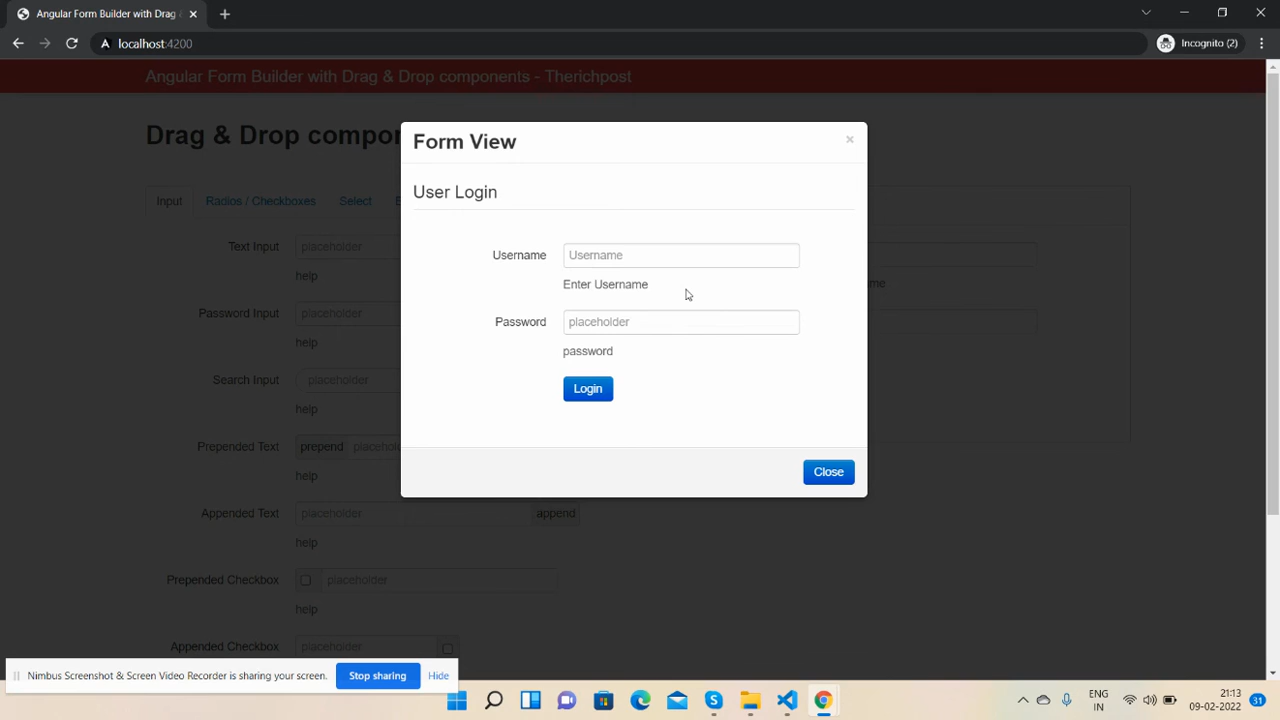 Angular Form Builder with Drag &
localhost:4200
Incognito (2)
Angular Form Builder with Drag & Drop components - Therichpost
Drag & Drop compo
Form View
×
User Login
Input
Radios / Checkboxes
Select
Text Input
placeholder
help
Password Input
placeholder
help
Search Input
placeholder
help
Prepended Text
prepend
help
Appended Text
placeholder
append
help
Prepended Checkbox
placeholder
help
Appended Checkbox
placeholder
Username
Username
Enter Username
Password
placeholder
password
Login
Close
Nimbus Screenshot & Screen Video Recorder is sharing your screen.
Stop sharing
Hide
ENG
IN
21:13
09-02-2022
31